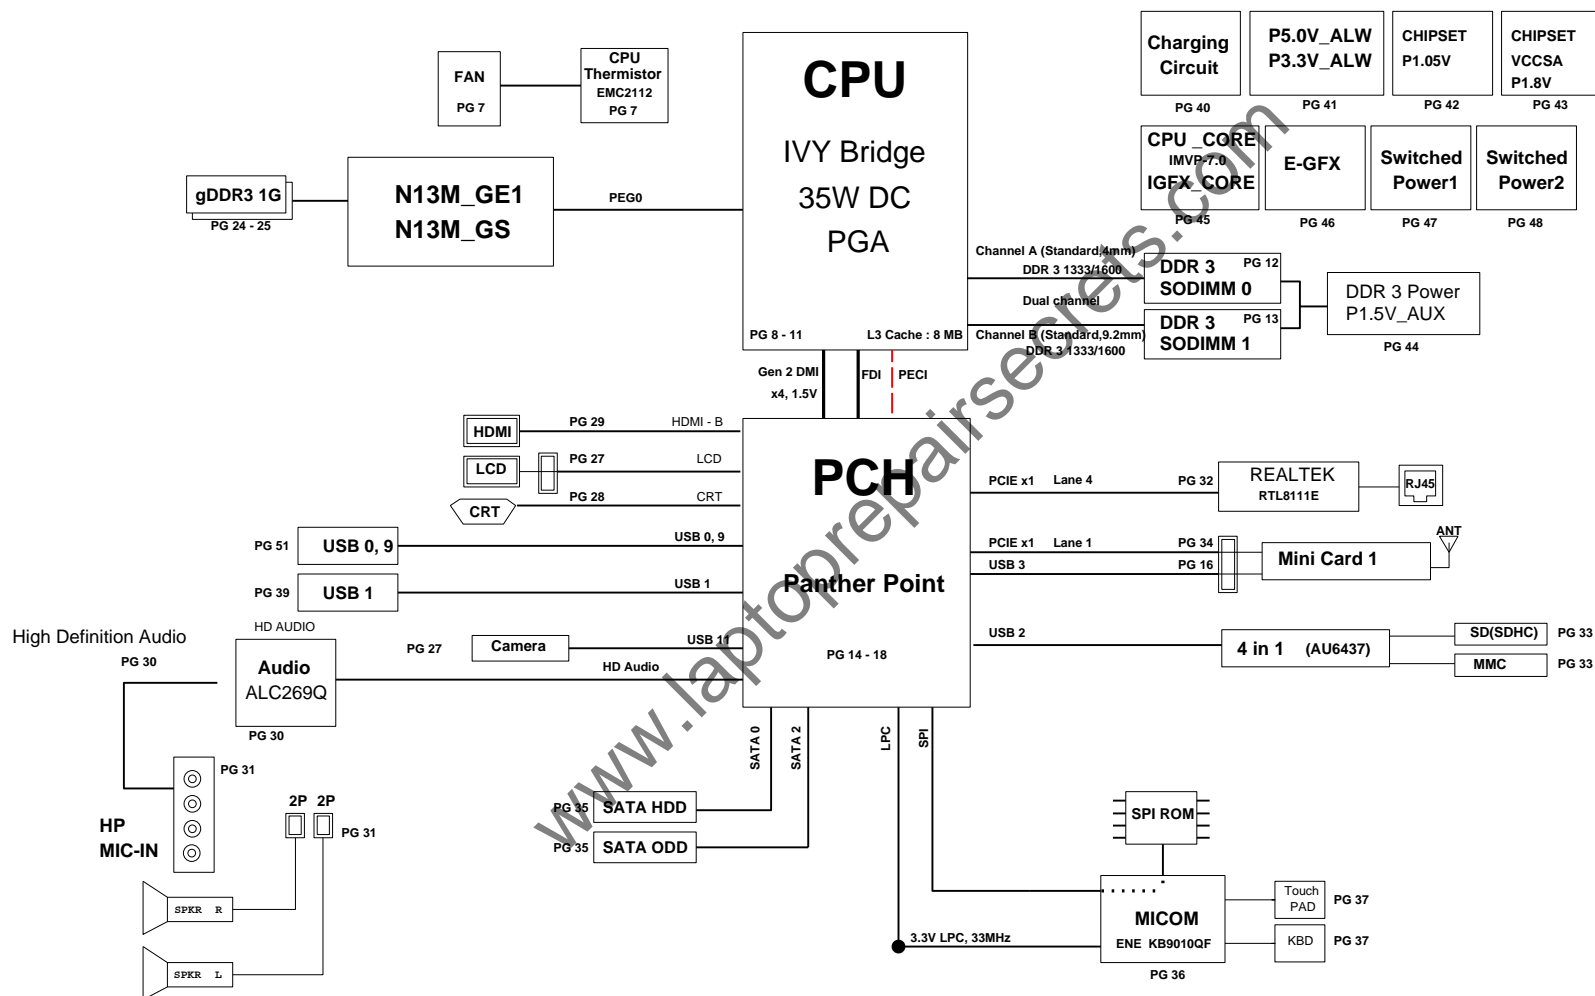 CPU
IVY Bridge
35W DC
PGA
PG 8 - 11
L3 Cache : 8 MB
FAN
PG 7
CPU
Thermistor
EMC2112
PG 7
gDDR3 1G
PG 24 - 25
N13M_GE1
N13M_GS
PEG0
Charging
Circuit
PG 40
P5.0V_ALW
P3.3V_ALW
PG 41
CHIPSET
P1.05V
PG 42
CHIPSET
VCCSA
P1.8V
PG 43
CPU _CORE
IMVP-7.0
IGFX_CORE
PG 45
E-GFX
PG 46
Switched
Power1
PG 47
Switched
Power2
PG 48
Channel A (Standard,4mm)
DDR 3 1333/1600
Dual channel
Channel B (Standard,9.2mm)
DDR 3 1333/1600
DDR 3
PG 12
SODIMM 0
DDR 3
PG 13
SODIMM 1
DDR 3 Power
P1.5V_AUX
PG 44
Gen 2 DMI
x4, 1.5V
FDI
PECI
PCH
Panther Point
PG 14 - 18
HDMI
PG 29
HDMI - B
LCD
PG 27
LCD
CRT
PG 28
CRT
PG 51
USB 0, 9
USB 0, 9
PG 39
USB 1
USB 1
PG 27
Camera
USB 11
High Definition Audio
PG 30
HD AUDIO
Audio
ALC269Q
PG 30
HD Audio
PCIE x1
Lane 4
PG 32
REALTEK
RTL8111E
RJ45
PCIE x1
Lane 1
PG 34
USB 3
PG 16
Mini Card 1
ANT
USB 2
4 in 1
(AU6437)
SD(SDHC)
PG 33
MMC
PG 33
SATA 0
SATA 2
LPC
SPI
PG 31
HP
MIC-IN
2P
2P
PG 31
SPKR R
SPKR L
PG 35
SATA HDD
PG 35
SATA ODD
SPI ROM
MICOM
ENE KB9010QF
PG 36
3.3V LPC, 33MHz
Touch
PAD
PG 37
KBD
PG 37
www.laptoprepairsecrets.com